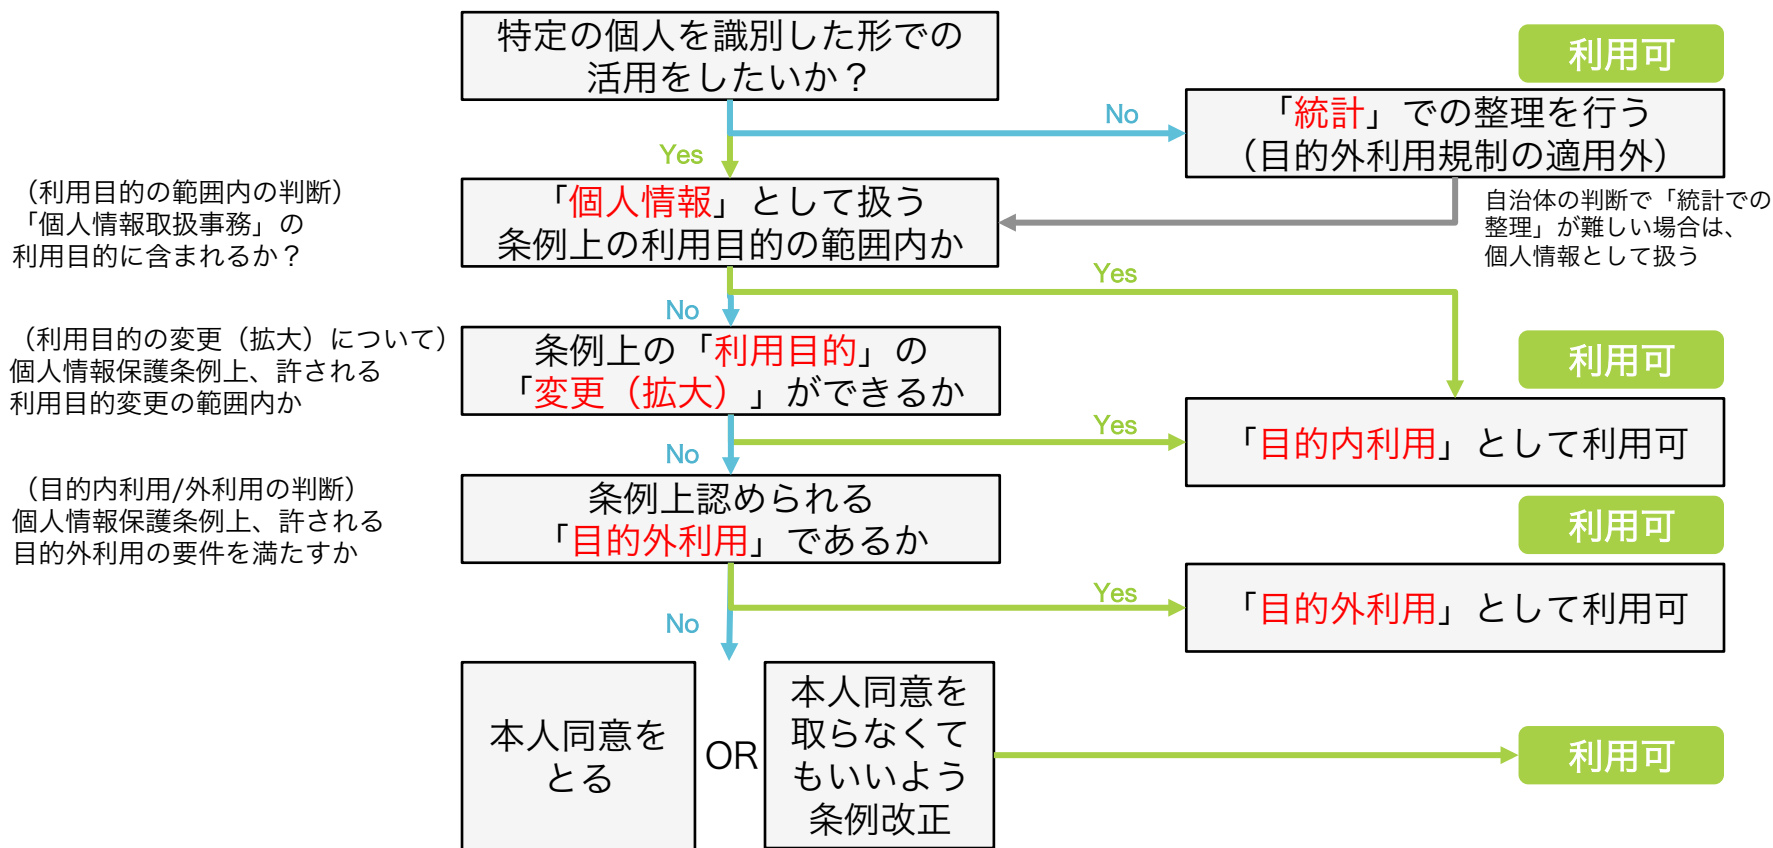 特定の個人を識別した形での
活用をしたいか？
利用可
No
「統計」での整理を行う
（目的外利用規制の適用外）
Yes
（利用目的の範囲内の判断）
「個人情報取扱事務」の
利用目的に含まれるか？
「個人情報」として扱う
条例上の利用目的の範囲内か
自治体の判断で「統計での
整理」が難しい場合は、
個人情報として扱う
Yes
No
（利用目的の変更（拡大）について）
個人情報保護条例上、許される
利用目的変更の範囲内か
条例上の「利用目的」の
「変更（拡大）」ができるか
利用可
Yes
「目的内利用」として利用可
No
（目的内利用/外利用の判断）
個人情報保護条例上、許される
目的外利用の要件を満たすか
条例上認められる
「目的外利用」であるか
利用可
Yes
「目的外利用」として利用可
No
本人同意を
とる
OR
本人同意を
取らなくて
もいいよう
条例改正
利用可